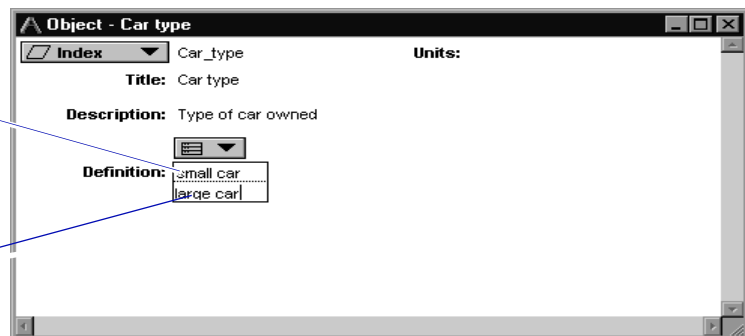 Object - Car type
Index Car_type Units:
Title: Car type
Description: Type of car owned
Definition: small car
large car